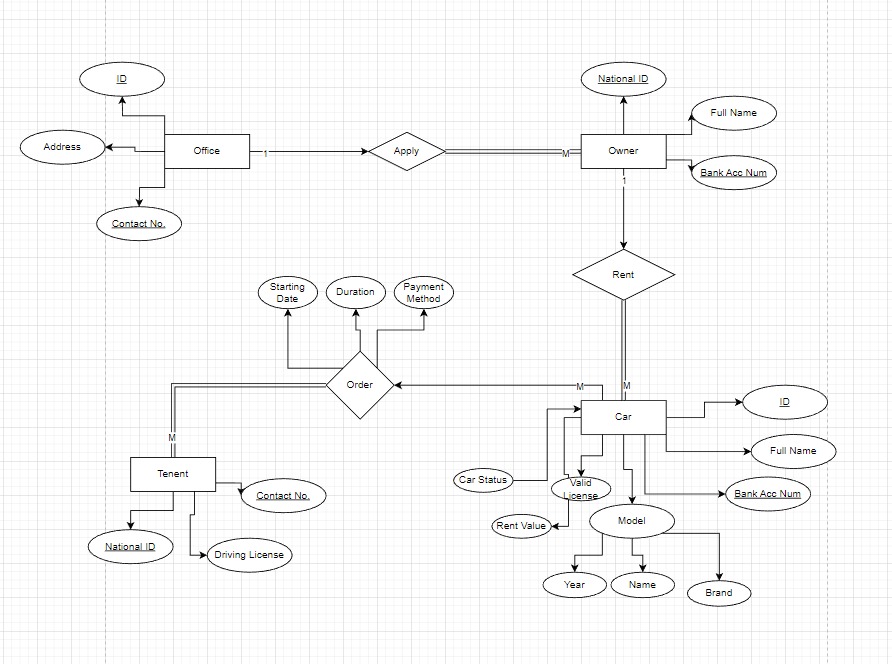 ID
National ID
Full Name
Address
Office
1
Apply
M
Owner
Bank Acc Num
1
Contact No.
Rent
Starting
Date
Duration
Payment
Method
Order
M
M
ID
Car
M
Full Name
Tenent
Car Status
Valid
License
Contact No.
Bank Acc Num
Rent Value
Model
National ID
Driving License
Year
Name
Brand